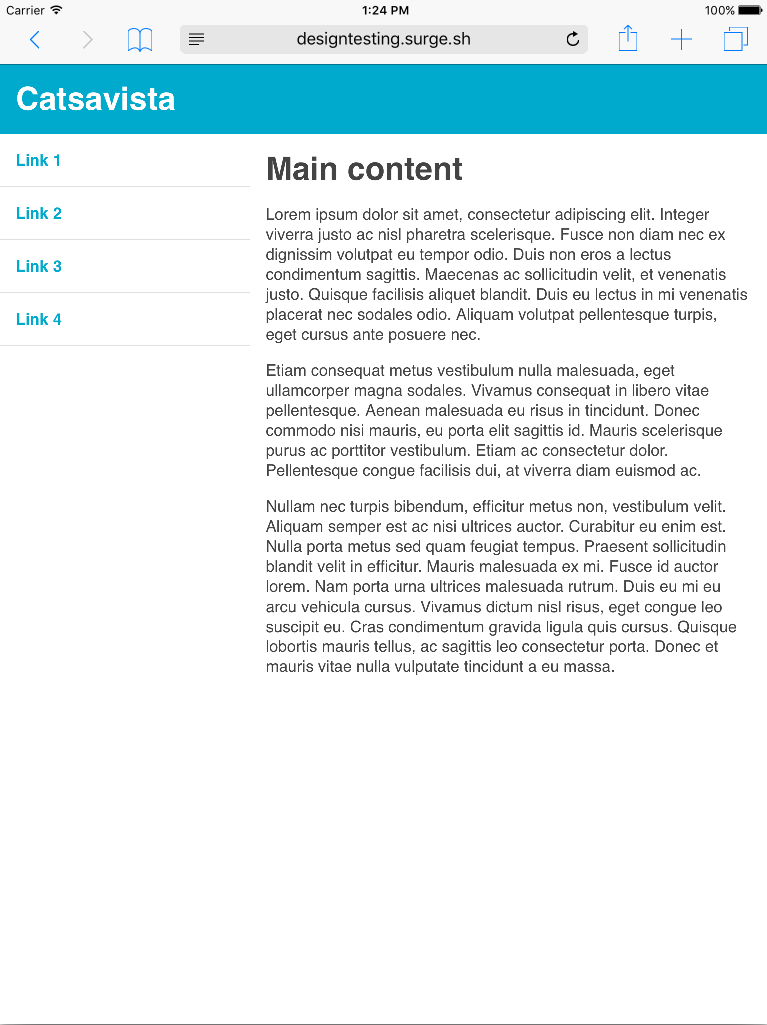 Carrier 1:24 PM 100%
designtesting.surge.sh
Catsavista
Link 1
Link 2
Link 3
Link 4
Main content
Lorem ipsum dolor sit amet, consectetur adipiscing elit. Integer
viverra justo ac nisl pharetra scelerisque. Fusce non diam nec ex
dignissim volutpat eu tempor odio. Duis non eros a lectus
condimentum sagittis. Maecenas ac sollicitudin velit, et venenatis
justo. Quisque facilisis aliquet blandit. Duis eu lectus in mi venenatis
placerat nec sodales odio. Aliquam volutpat pellentesque turpis,
eget cursus ante posuere nec.
Etiam consequat metus vestibulum nulla malesuada, eget
ullamcorper magna sodales. Vivamus consequat in libero vitae
pellentesque. Aenean malesuada eu risus in tincidunt. Donec
commodo nisi mauris, eu porta elit sagittis id. Mauris scelerisque
purus ac porttitor vestibulum. Etiam ac consectetur dolor.
Pellentesque congue facilisis dui, at viverra diam euismod ac.
Nullam nec turpis bibendum, efficitur metus non, vestibulum velit.
Aliquam semper est ac nisi ultrices auctor. Curabitur eu enim est.
Nulla porta metus sed quam feugiat tempus. Praesent sollicitudin
blandit velit in efficitur. Mauris malesuada ex mi. Fusce id auctor
lorem. Nam porta urna ultrices malesuada rutrum. Duis eu mi eu
arcu vehicula cursus. Vivamus dictum nisl risus, eget congue leo
suscipit eu. Cras condimentum gravida ligula quis cursus. Quisque
lobortis mauris tellus, ac sagittis leo consectetur porta. Donec et
mauris vitae nulla vulputate tincidunt a eu massa.